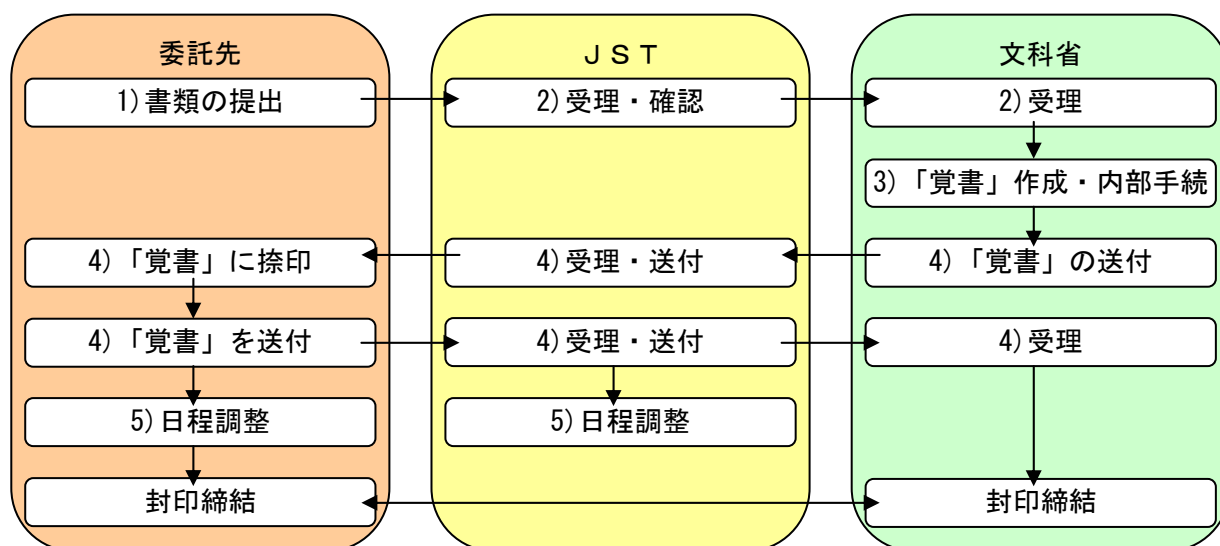 委託先
ＪＳＴ
文科省
1)書類の提出
2)受理・確認
2)受理
3)「覚書」作成・内部手続
4)「覚書」に捺印
4)受理・送付
4)「覚書」の送付
4)「覚書」を送付
4)受理・送付
4)受理
5)日程調整
5)日程調整
封印締結
封印締結